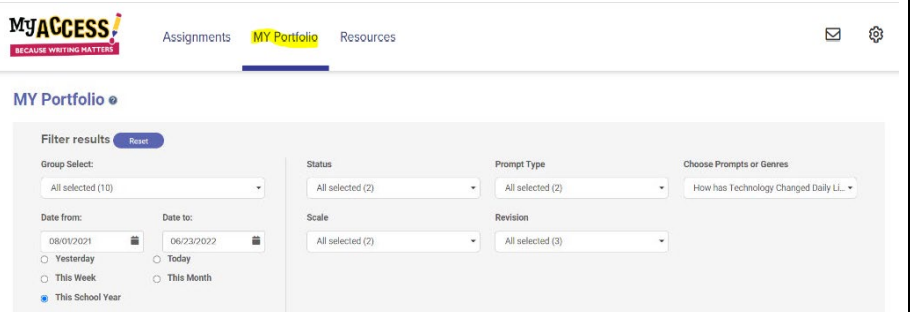 MY ACCESS!
BECAUSE WRITING MATTERS
Assignments MY Portfolio Resources
MY Portfolio
Filter results Reset
Group Select: Status Prompt Type Choose Prompts or Genres
All selected (10) All selected (2) All selected (2) How has Technology Changed Daily Li...
Date from: Date to: Scale Revision
08/01/2021 06/23/2022 All selected (2) All selected (3)
Yesterday Today
This Week This Month
This School Year